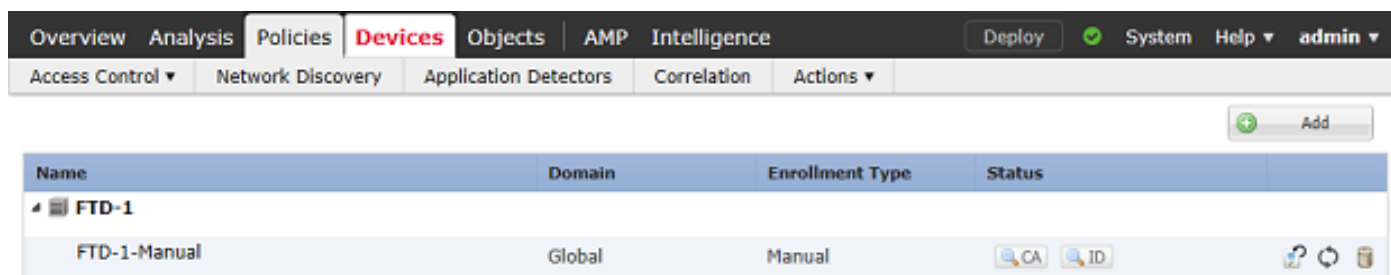 Overview Analysis Policies Devices Objects AMP Intelligence Deploy System Help ▾ admin ▾
Access Control ▾ Network Discovery Application Detectors Correlation Actions ▾
Add
Name Domain Enrollment Type Status
FTD-1
FTD-1-Manual Global Manual CA ID